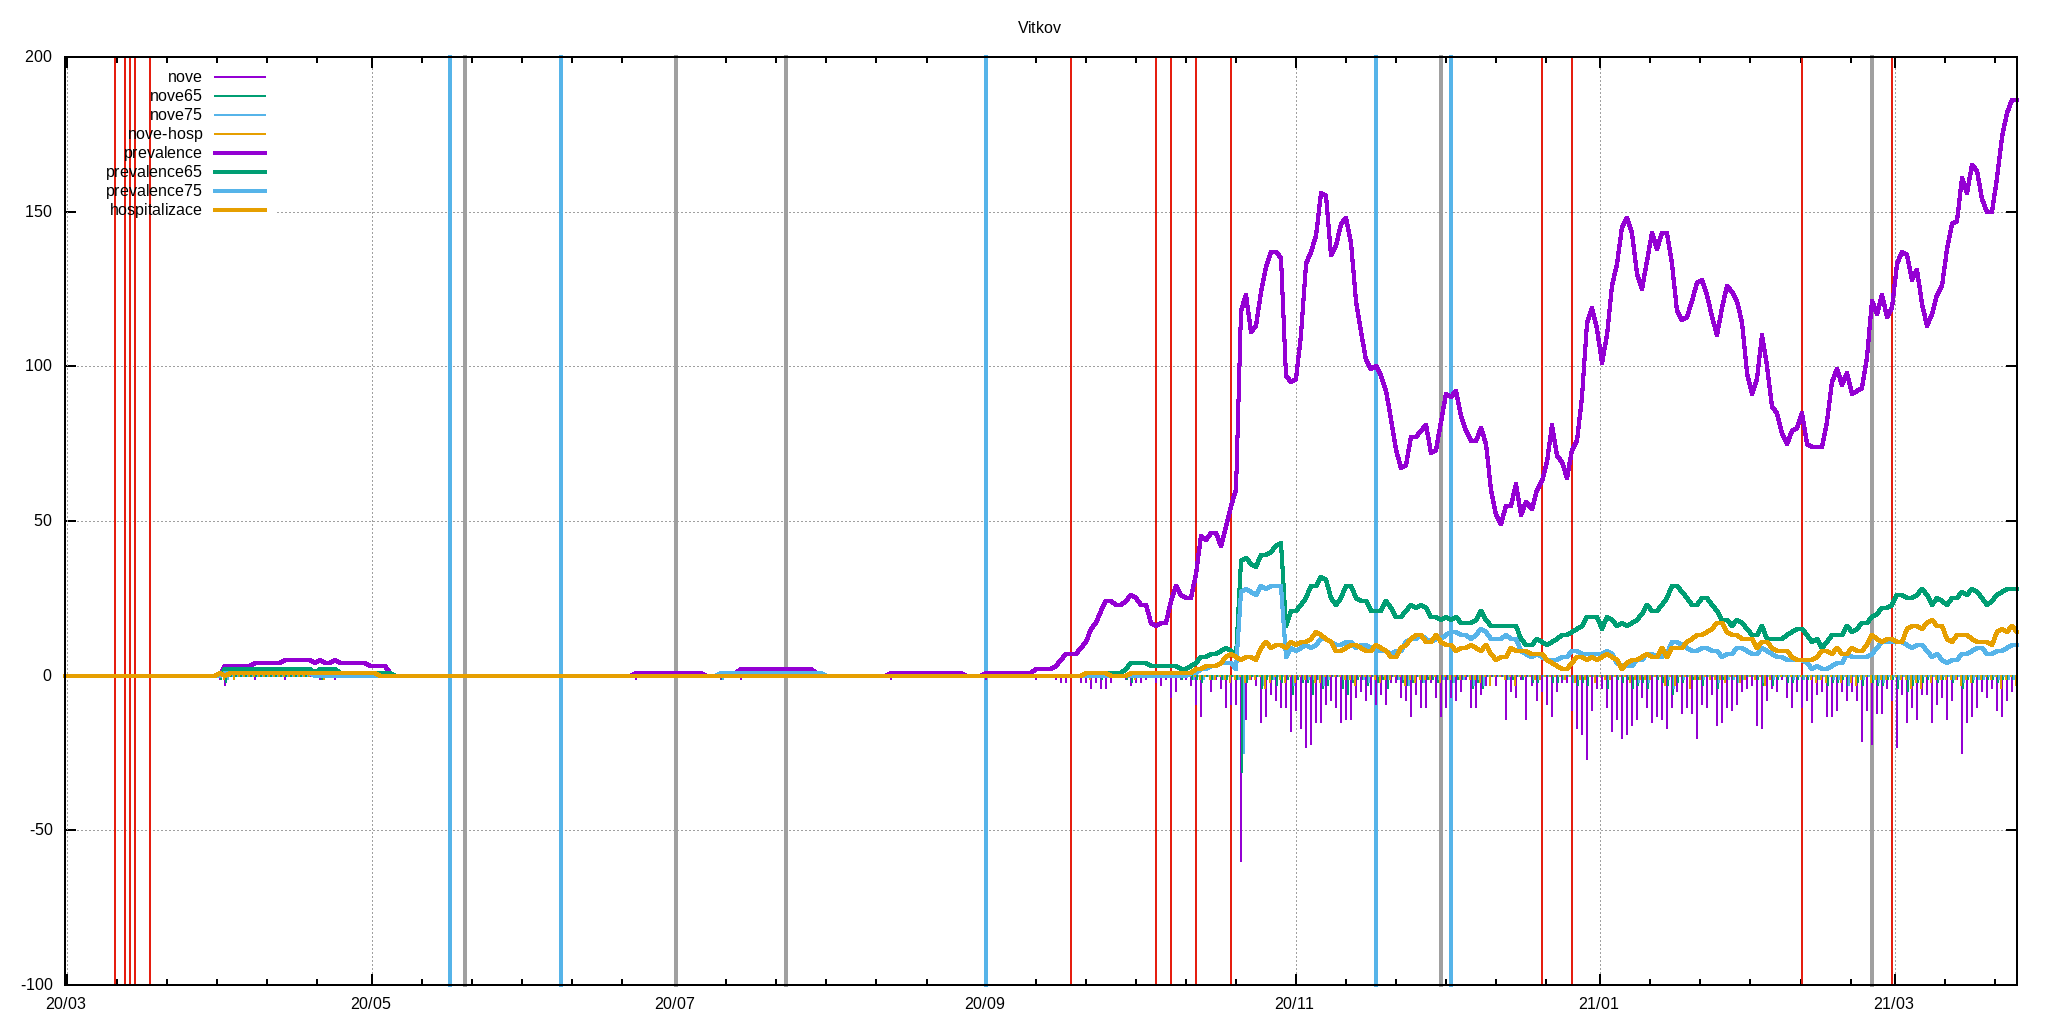 Vitkov
200
nove
nove65
nove75
nove-hosp
prevalence
prevalence65
prevalence75
hospitalizace
150
100
50
0
-50
-100
20/03 20/05 20/07 20/09 20/11 21/01 21/03